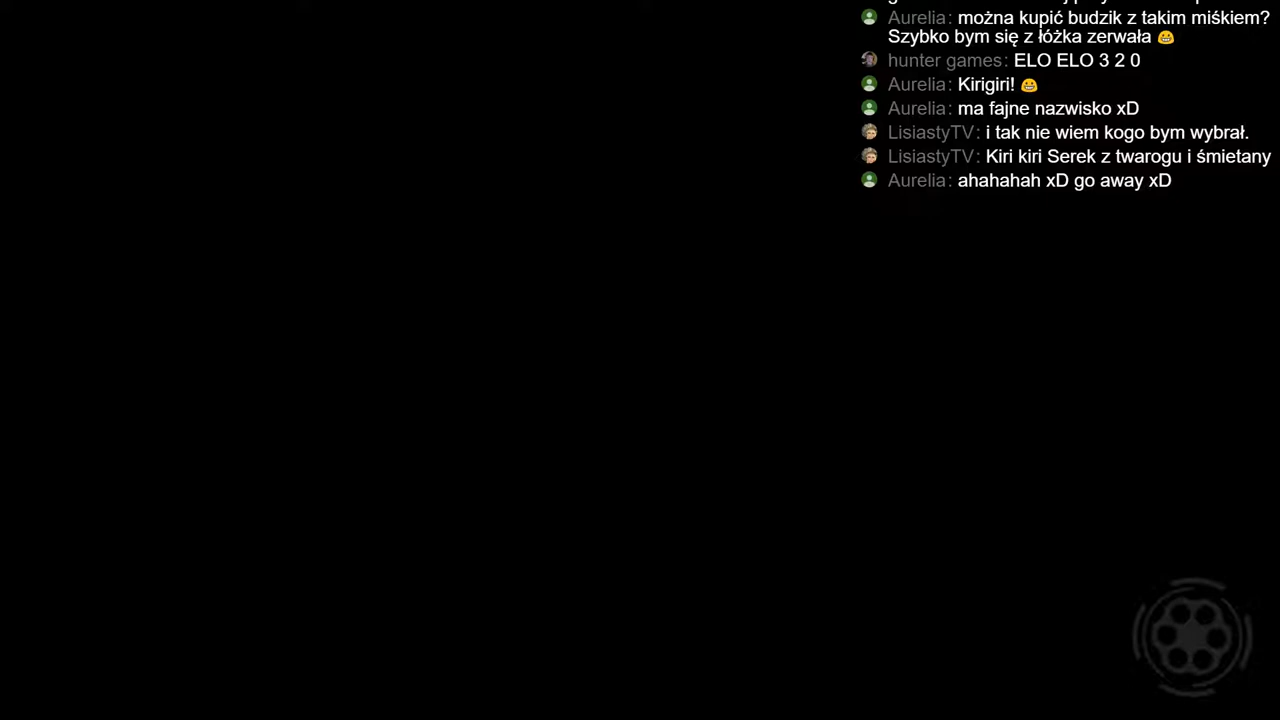 Aurelia: można kupić budzik z takim miśkiem?
Szybko bym się z łóżka zerwała 😀
hunter games: ELO ELO 3 2 0
Aurelia: Kirigiri! 😀
Aurelia: ma fajne nazwisko xD
LisiastyTV: i tak nie wiem kogo bym wybrał.
LisiastyTV: Kiri kiri Serek z twarogu i śmietany
Aurelia: ahahahah xD go away xD